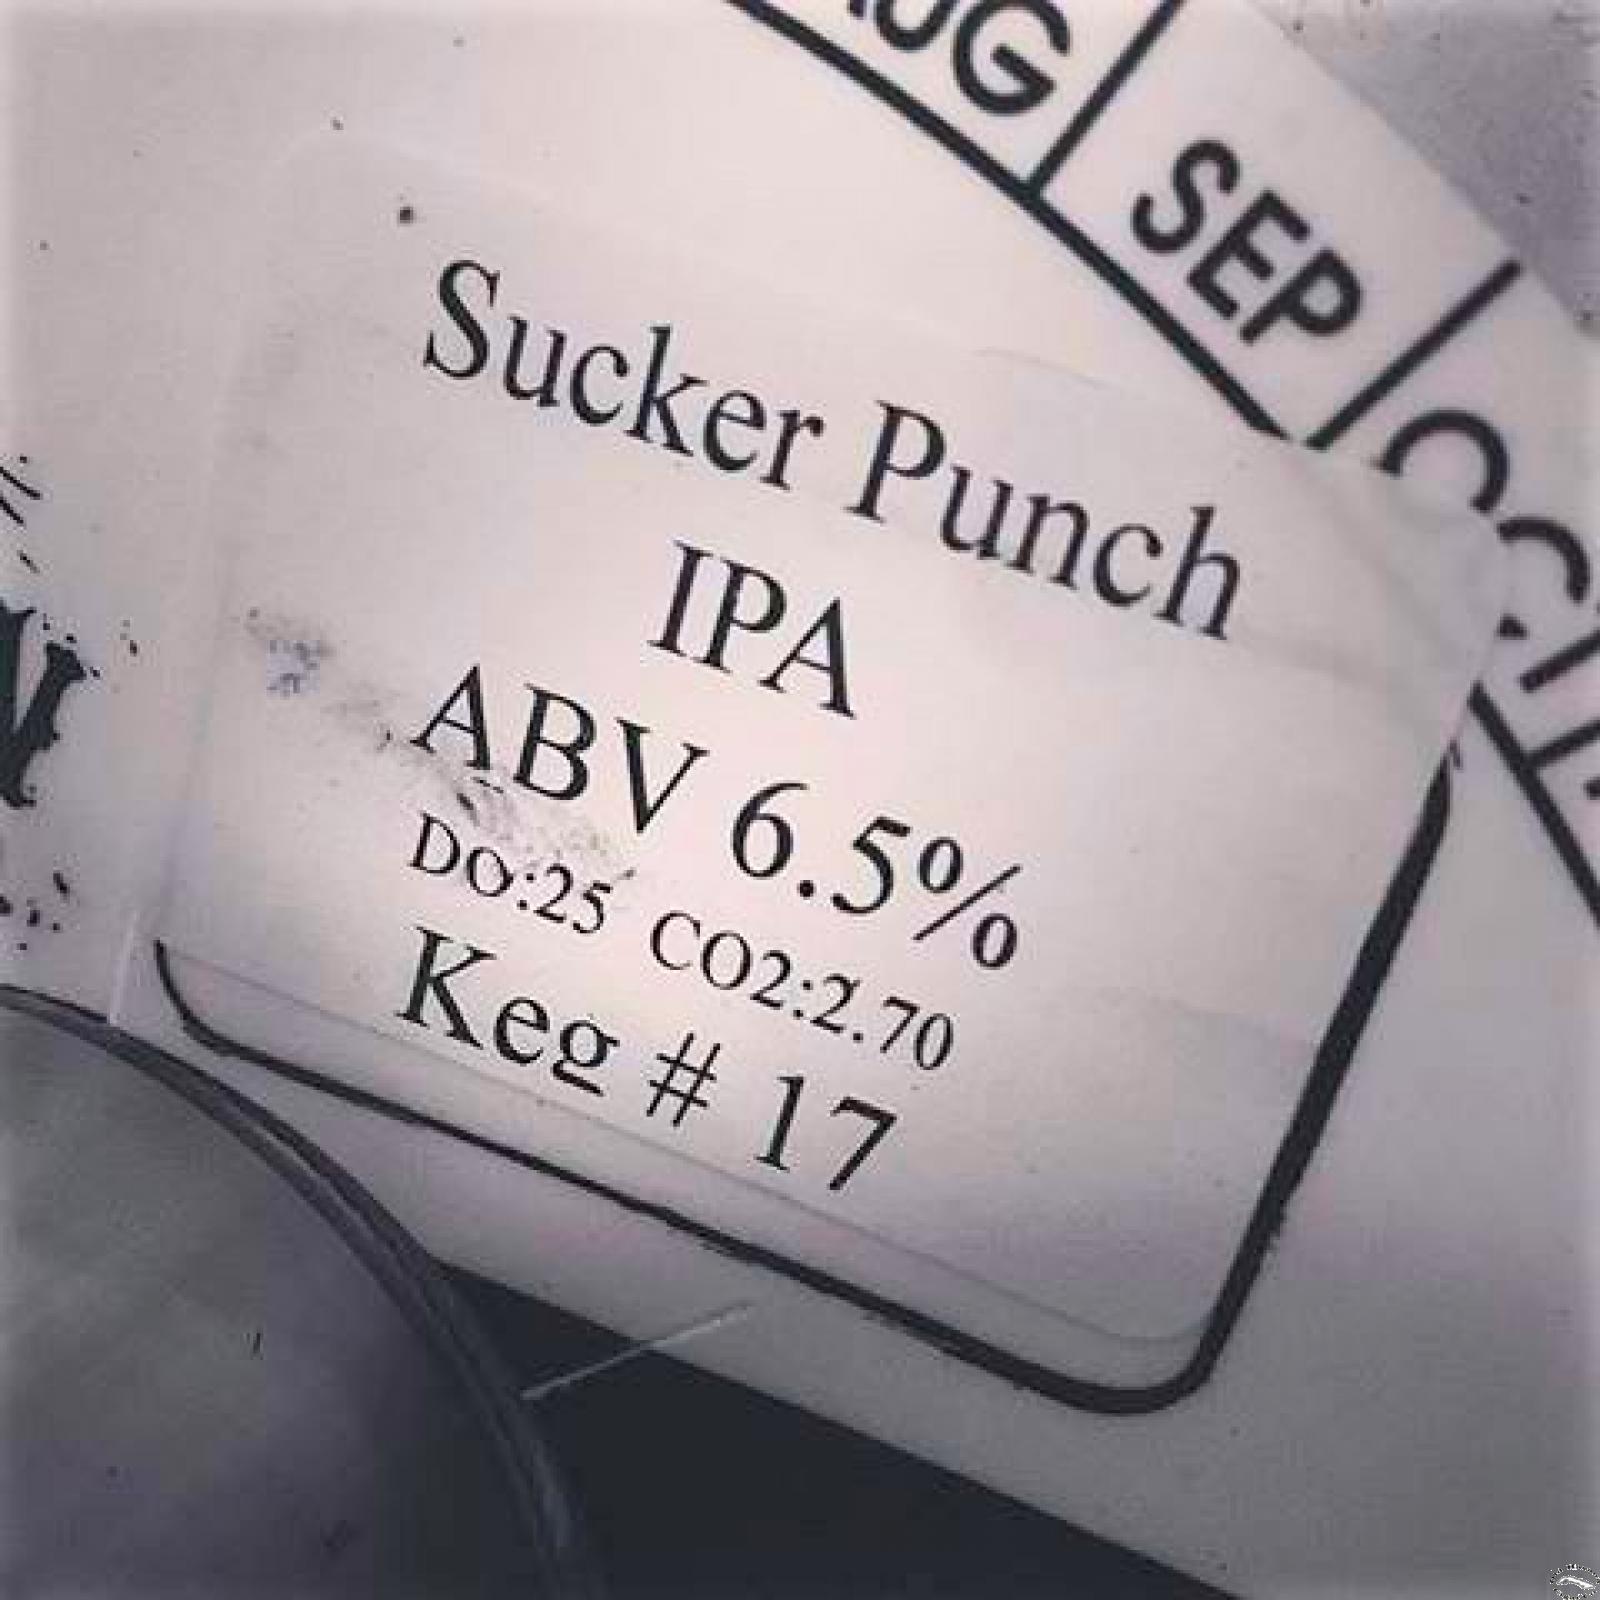 SEP
Sucker Punch
IPA
ABV 6.5%
DO:25 CO2:2.70
Keg # 17